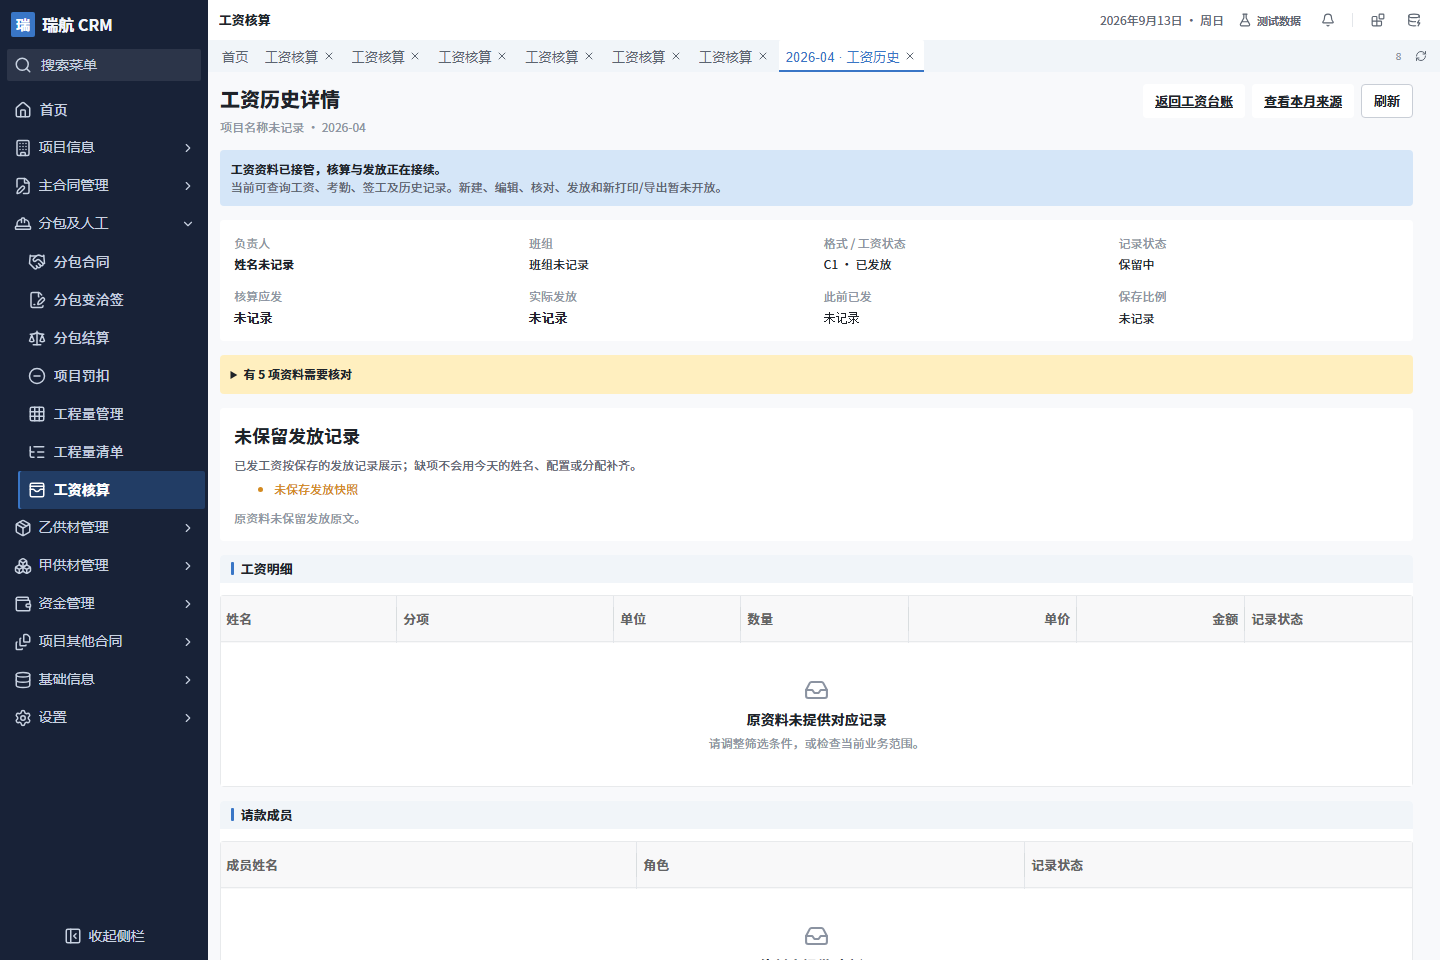 瑞 瑞航 CRM
搜索菜单
首页
项目信息
主合同管理
分包及人工
分包合同
分包变洽签
分包结算
项目罚扣
工程量管理
工程量清单
工资核算
乙供材管理
甲供材管理
资金管理
项目其他合同
基础信息
设置
收起侧栏
工资核算
2026年9月13日 • 周日 测试数据
首页 工资核算 工资核算 工资核算 工资核算 工资核算 工资核算 2026-04 · 工资历史 8
工资历史详情
项目名称未记录 • 2026-04
返回工资台账 查看本月来源 刷新
工资资料已接管，核算与发放正在接续。
当前可查询工资、考勤、签工及历史记录。新建、编辑、核对、发放和新打印/导出暂未开放。
负责人 班组 格式 / 工资状态 记录状态
姓名未记录 班组未记录 C1 • 已发放 保留中
核算应发 实际发放 此前已发 保存比例
未记录 未记录 未记录 未记录
有 5 项资料需要核对
未保留发放记录
已发工资按保存的发放记录展示；缺项不会用今天的姓名、配置或分配补齐。
• 未保存发放快照
原资料未保留发放原文。
工资明细
姓名 分项 单位 数量 单价 金额 记录状态
原资料未提供对应记录
请调整筛选条件，或检查当前业务范围。
请款成员
成员姓名 角色 记录状态